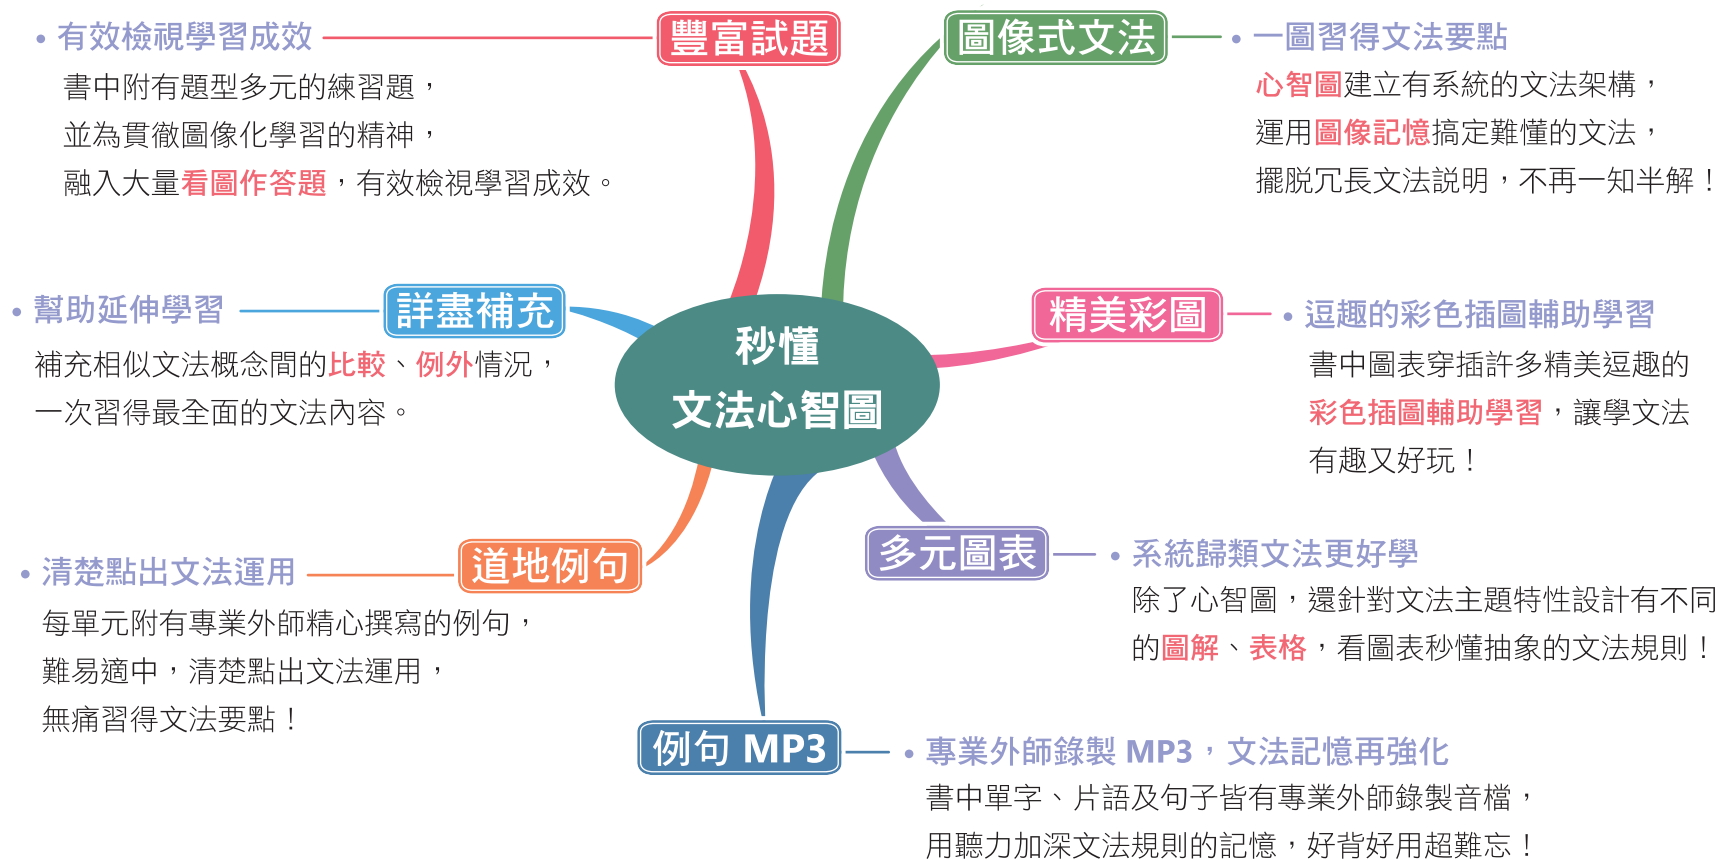 秒懂
文法心智圖
圖像式文法
• 一圖習得文法要點
心智圖建立有系統的文法架構，
運用圖像記憶搞定難懂的文法，
擺脫冗長文法說明，不再一知半解！
精美彩圖
• 逗趣的彩色插圖輔助學習
書中圖表穿插許多精美逗趣的
彩色插圖輔助學習，讓學文法
有趣又好玩！
多元圖表
• 系統歸類文法更好學
除了心智圖，還針對文法主題特性設計有不同
的圖解、表格，看圖表秒懂抽象的文法規則！
例句 MP3
• 專業外師錄製 MP3，文法記憶再強化
書中單字、片語及句子皆有專業外師錄製音檔，
用聽力加深文法規則的記憶，好背好用超難忘！
道地例句
• 清楚點出文法運用
每單元附有專業外師精心撰寫的例句，
難易適中，清楚點出文法運用，
無痛習得文法要點！
詳盡補充
• 幫助延伸學習
補充相似文法概念間的比較、例外情況，
一次習得最全面的文法內容。
豐富試題
• 有效檢視學習成效
書中附有題型多元的練習題，
並為貫徹圖像化學習的精神，
融入大量看圖作答題，有效檢視學習成效。